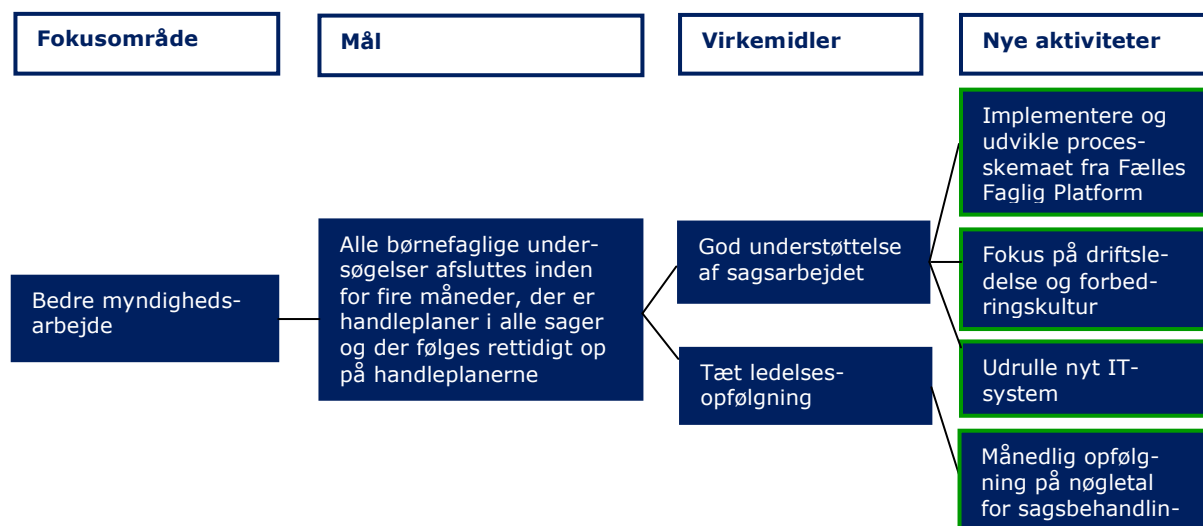 Fokusområde
Mål
Virkemidler
Nye aktiviteter
Bedre myndigheds-
arbejde
Alle børnefaglige under-
søgelser afsluttes inden
for fire måneder, der er
handleplaner i alle sager
og der følges rettidigt op
på handleplanerne
God understøttelse
af sagsarbejdet
Tæt ledelses-
opfølgning
Implementere og
udvikle proces-
skemaet fra Fælles
Faglig Platform
Fokus på driftsle-
delse og forbed-
ringskultur
Udrulle nyt IT-
system
Månedlig opfølg-
ning på nøgletal
for sagsbehandlin-